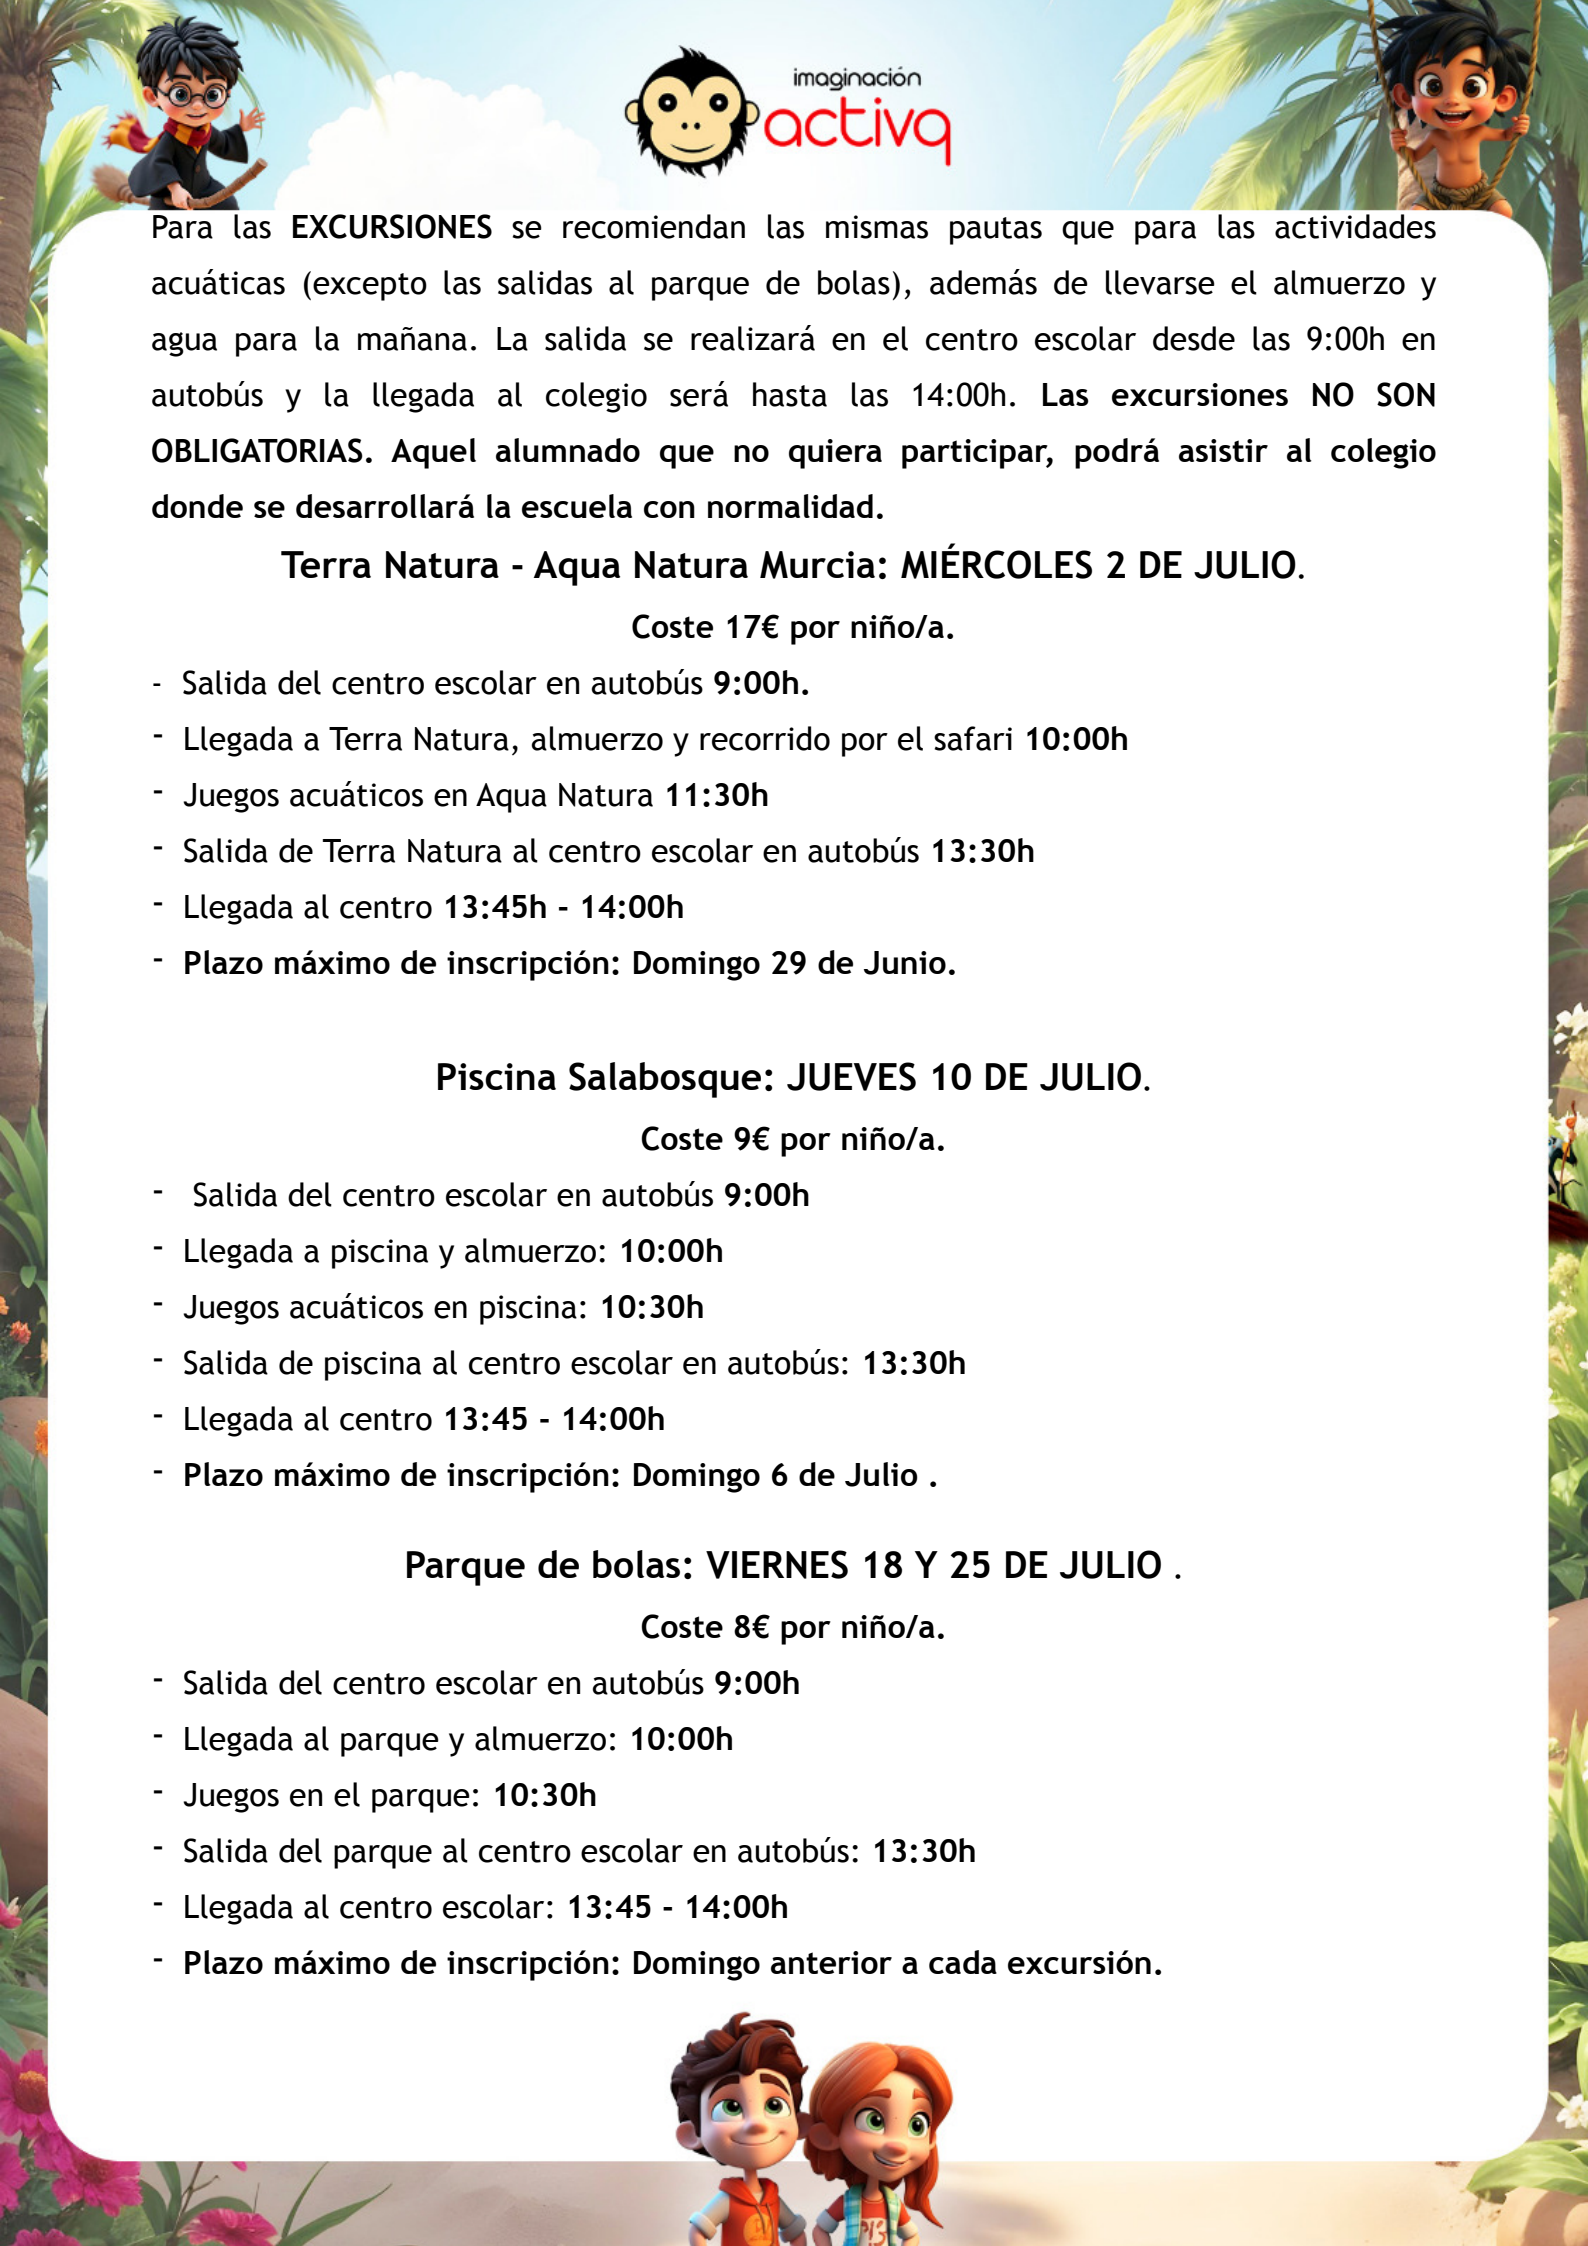 imaginación
activa
Para las EXCURSIONES se recomiendan las mismas pautas que para las actividades
acuáticas (excepto las salidas al parque de bolas), además de llevarse el almuerzo y
agua para la mañana. La salida se realizará en el centro escolar desde las 9:00h en
autobús y la llegada al colegio será hasta las 14:00h. Las excursiones NO SON
OBLIGATORIAS. Aquel alumnado que no quiera participar, podrá asistir al colegio
donde se desarrollará la escuela con normalidad.
Terra Natura - Aqua Natura Murcia: MIÉRCOLES 2 DE JULIO.
Coste 17€ por niño/a.
- Salida del centro escolar en autobús 9:00h.
- Llegada a Terra Natura, almuerzo y recorrido por el safari 10:00h
- Juegos acuáticos en Aqua Natura 11:30h
- Salida de Terra Natura al centro escolar en autobús 13:30h
- Llegada al centro 13:45h - 14:00h
- Plazo máximo de inscripción: Domingo 29 de Junio.
Piscina Salabosque: JUEVES 10 DE JULIO.
Coste 9€ por niño/a.
- Salida del centro escolar en autobús 9:00h
- Llegada a piscina y almuerzo: 10:00h
- Juegos acuáticos en piscina: 10:30h
- Salida de piscina al centro escolar en autobús: 13:30h
- Llegada al centro 13:45 - 14:00h
- Plazo máximo de inscripción: Domingo 6 de Julio .
Parque de bolas: VIERNES 18 Y 25 DE JULIO .
Coste 8€ por niño/a.
- Salida del centro escolar en autobús 9:00h
- Llegada al parque y almuerzo: 10:00h
- Juegos en el parque: 10:30h
- Salida del parque al centro escolar en autobús: 13:30h
- Llegada al centro escolar: 13:45 - 14:00h
- Plazo máximo de inscripción: Domingo anterior a cada excursión.